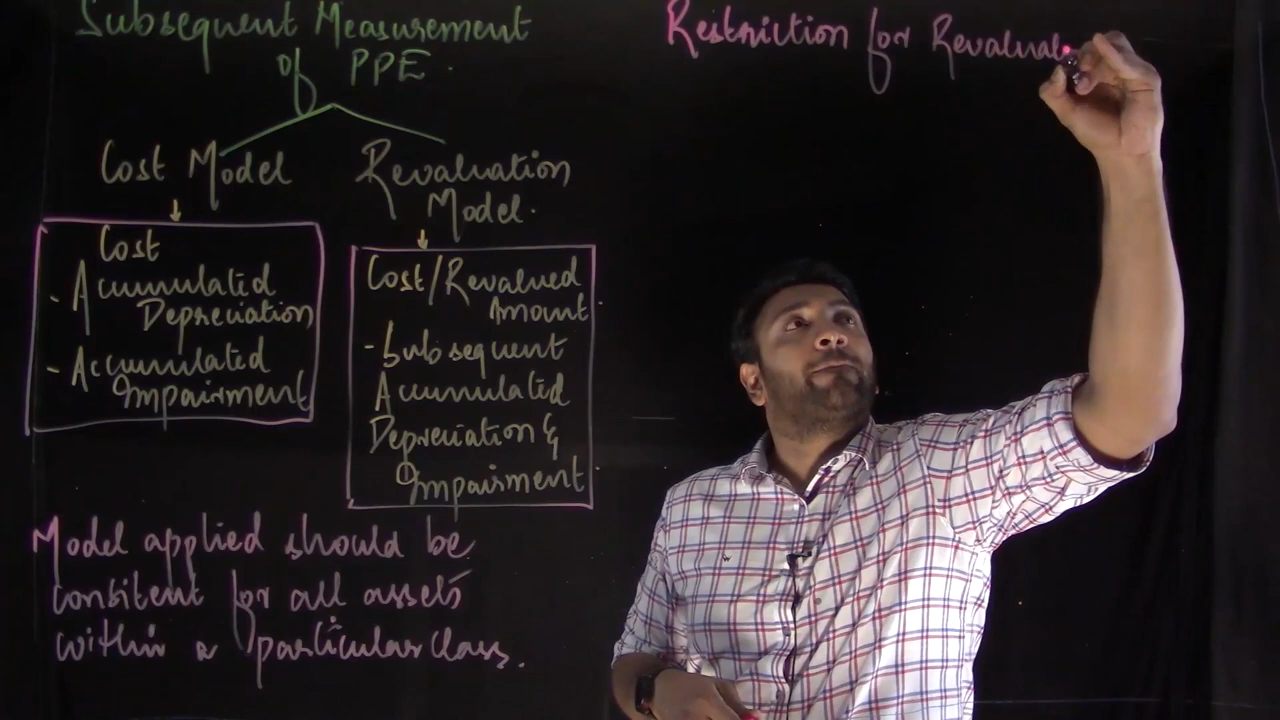 Subsequent Measurement
of PPE.
Cost Model
Revaluation
Model.
Cost
- Accumulated
Depreciation
- Accumulated
Impairment
Cost/Revalued
Amount
- Subsequent
Accumulated
Depreciation &
Impairment
Model applied should be
consitent for all assets
within a particular class.
Restriction for Revaluat